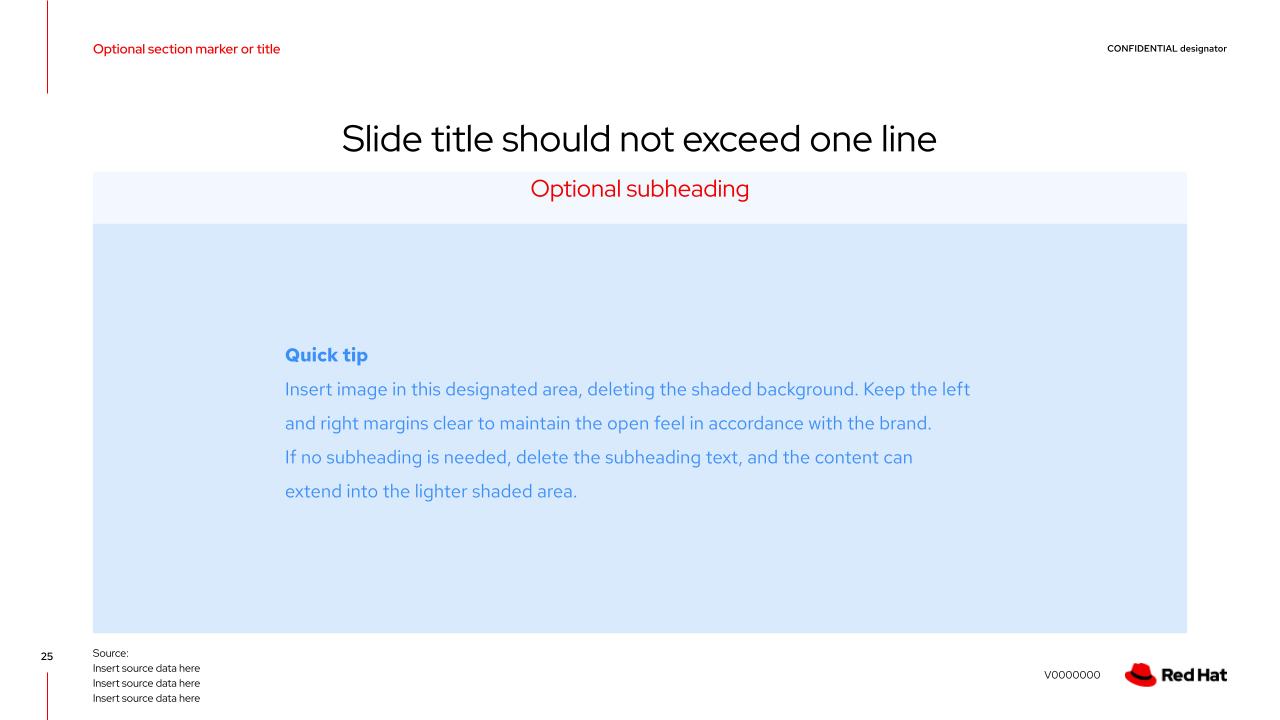 Optional section marker or title
CONFIDENTIAL designator
Slide title should not exceed one line
Optional subheading
Quick tip
Insert image in this designated area, deleting the shaded background. Keep the left
and right margins clear to maintain the open feel in accordance with the brand.
If no subheading is needed, delete the subheading text, and the content can
extend into the lighter shaded area.
25
Source:
Insert source data here
Insert source data here
Insert source data here
V0000000
Red Hat